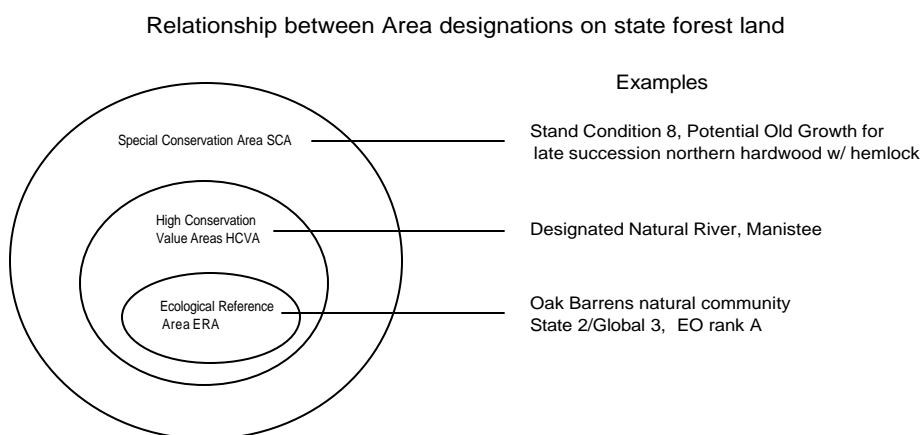 Relationship between Area designations on state forest land
Examples
Special Conservation Area SCA
Stand Condition 8, Potential Old Growth for
late succession northern hardwood w/ hemlock
High Conservation
Value Areas HCVA
Designated Natural River, Manistee
Ecological Reference
Area ERA
Oak Barrens natural community
State 2/Global 3, EO rank A